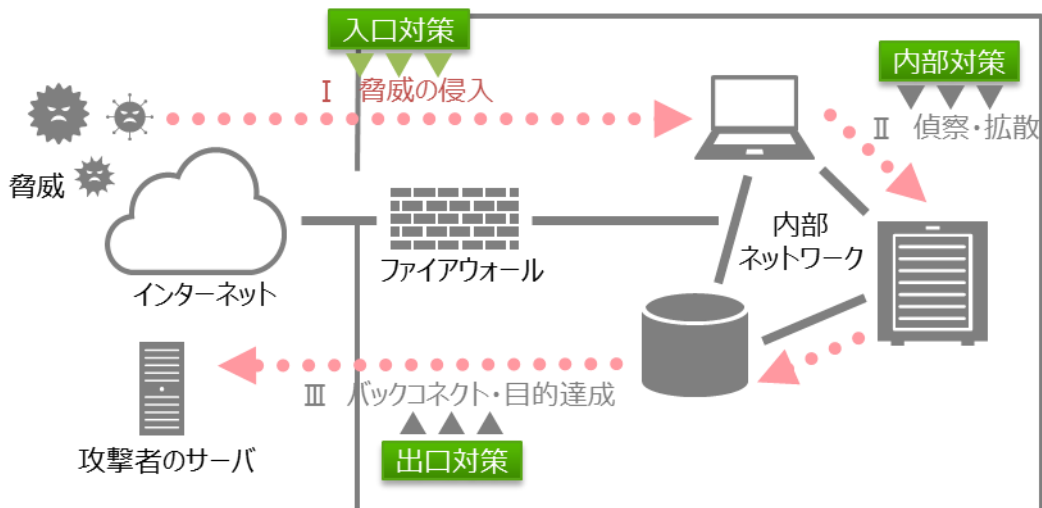 入口対策
内部対策
Ⅰ 脅威の侵入
Ⅱ 偵察・拡散
脅威
内部
ネットワーク
ファイアウォール
インターネット
Ⅲ バックコネクト・目的達成
攻撃者のサーバ
出口対策